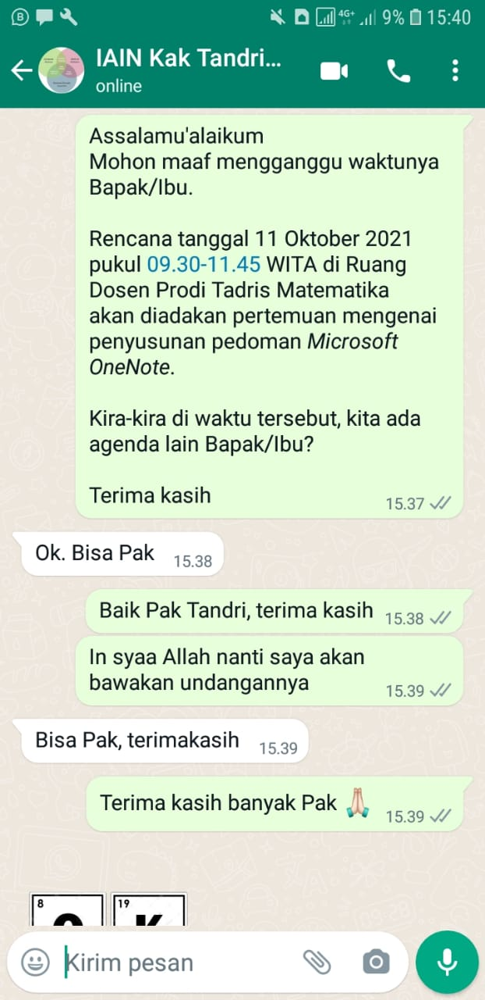 4G+ 9% 15:40
IAIN Kak Tandri...
online
Assalamu'alaikum
Mohon maaf mengganggu waktunya
Bapak/Ibu.
Rencana tanggal 11 Oktober 2021
pukul 09.30-11.45 WITA di Ruang
Dosen Prodi Tadris Matematika
akan diadakan pertemuan mengenai
penyusunan pedoman Microsoft
OneNote.
Kira-kira di waktu tersebut, kita ada
agenda lain Bapak/Ibu?
Terima kasih
15.37
Ok. Bisa Pak 15.38
Baik Pak Tandri, terima kasih 15.38
In syaa Allah nanti saya akan
bawakan undangannya
15.39
Bisa Pak, terimakasih 15.39
Terima kasih banyak Pak 🙏🏻 15.39
8 19
O K
Kirim pesan